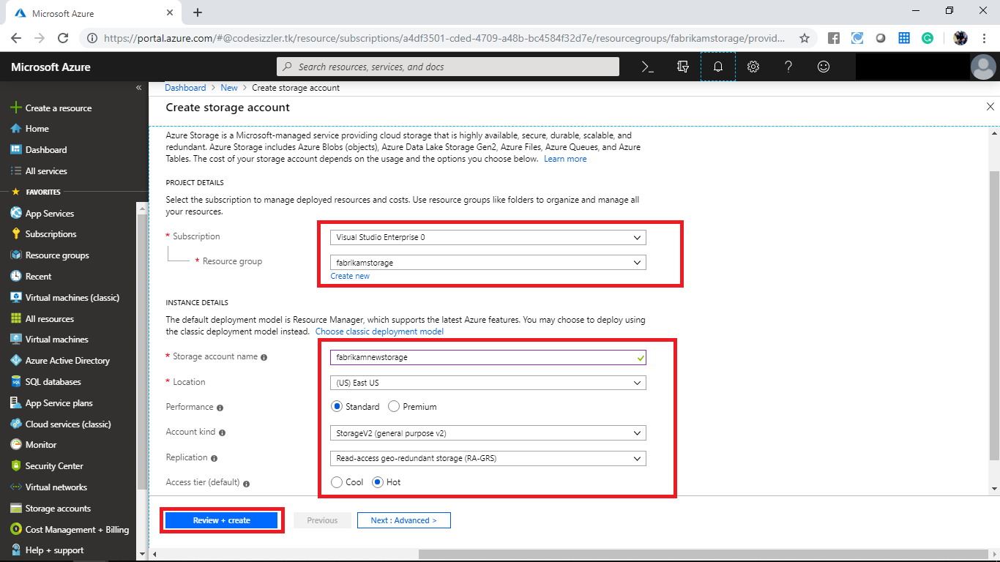 Microsoft Azure
https://portal.azure.com/#@codesizzler.tk/resource/subscriptions/a4df3501-cded-4709-a48b-bc4584f32d7e/resourcegroups/fabrikamstorage/provid...
Microsoft Azure
Search resources, services, and docs
Create a resource
Home
Dashboard
All services
FAVORITES
App Services
Subscriptions
Resource groups
Recent
Virtual machines (classic)
All resources
Virtual machines
Azure Active Directory
SQL databases
App Service plans
Cloud services (classic)
Monitor
Security Center
Virtual networks
Storage accounts
Cost Management + Billing
Help + support
Dashboard > New > Create storage account
Create storage account
Azure Storage is a Microsoft-managed service providing cloud storage that is highly available, secure, durable, scalable, and
redundant. Azure Storage includes Azure Blobs (objects), Azure Data Lake Storage Gen2, Azure Files, Azure Queues, and Azure
Tables. The cost of your storage account depends on the usage and the options you choose below. Learn more
PROJECT DETAILS
Select the subscription to manage deployed resources and costs. Use resource groups like folders to organize and manage all
your resources.
* Subscription
Visual Studio Enterprise 0
* Resource group
fabrikamstorage
Create new
INSTANCE DETAILS
The default deployment model is Resource Manager, which supports the latest Azure features. You may choose to deploy using
the classic deployment model instead. Choose classic deployment model
* Storage account name
fabrikamnewstorage
* Location
(US) East US
Performance
Standard Premium
Account kind
StorageV2 (general purpose v2)
Replication
Read-access geo-redundant storage (RA-GRS)
Access tier (default)
Cool Hot
Review + create
Previous
Next : Advanced >